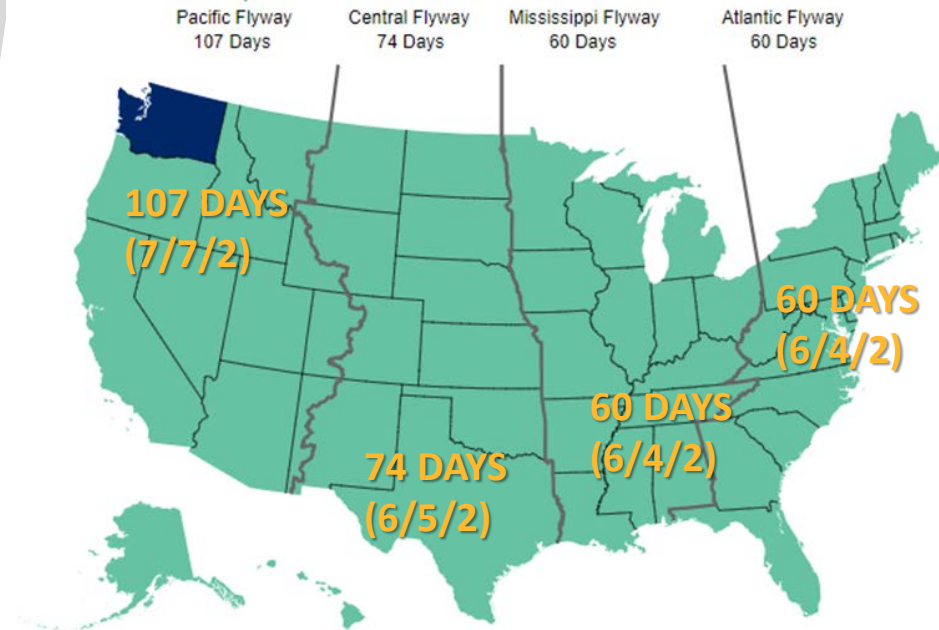 Pacific Flyway
107 Days
Central Flyway
74 Days
Mississippi Flyway
60 Days
Atlantic Flyway
60 Days
107 DAYS
(7/7/2)
60 DAYS
(6/4/2)
60 DAYS
(6/4/2)
74 DAYS
(6/5/2)